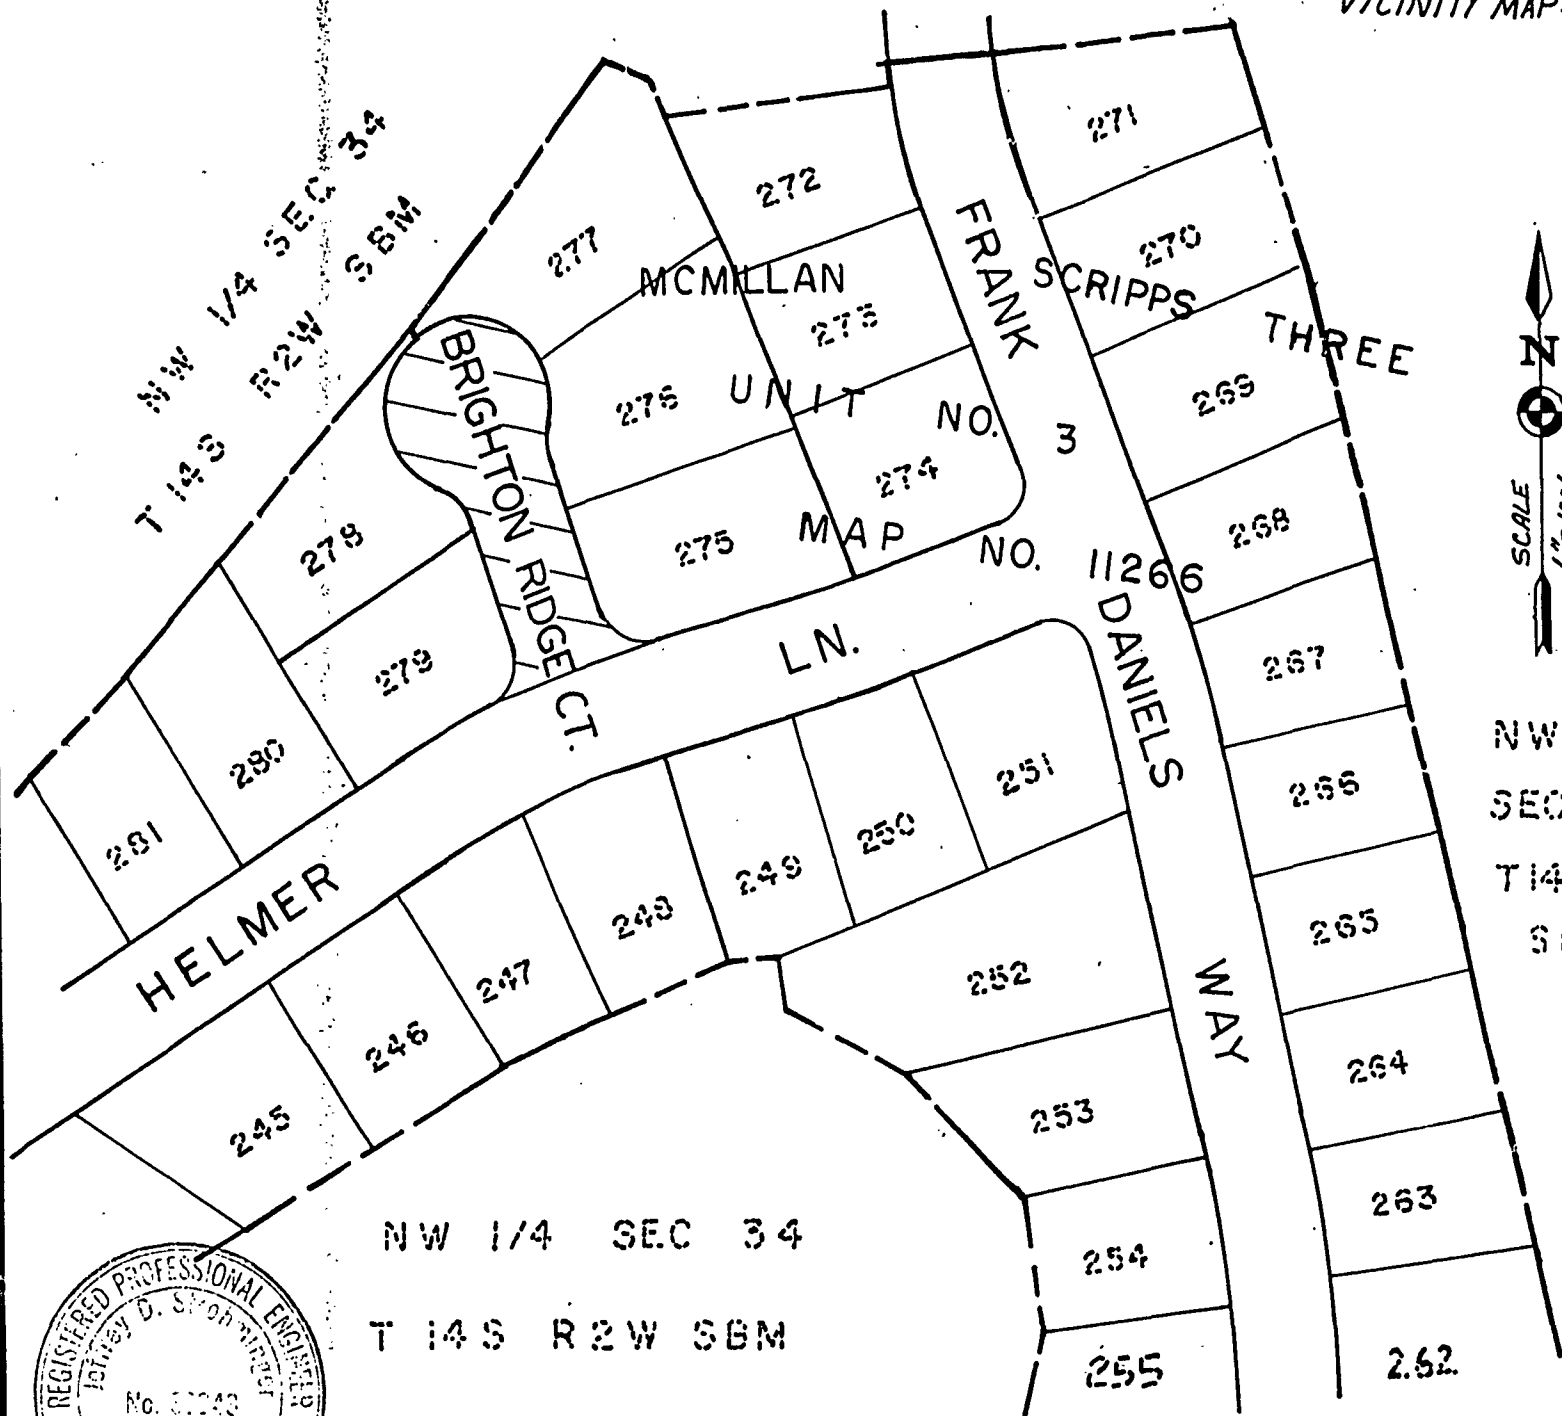 VICINITY MAP
NW 1/4 SEC 34
T 14S R2W SBM
271
272
277
270
MCMILLAN SCRIPPS THREE
273
FRANK DANIELS WAY
BRIGHTON RIDGE CT.
276
UNIT NO. 3
269
N
274
278
275
MAP NO. 11266
268
SCALE
279
HELMER LN.
267
280
251
266
NW
281
250
249
SEC
248
265
T 14
247
252
246
264
245
253
263
NW 1/4 SEC 34
254
T 14S R2W SBM
255
262
REGISTERED PROFESSIONAL ENGINEER
D.
No.